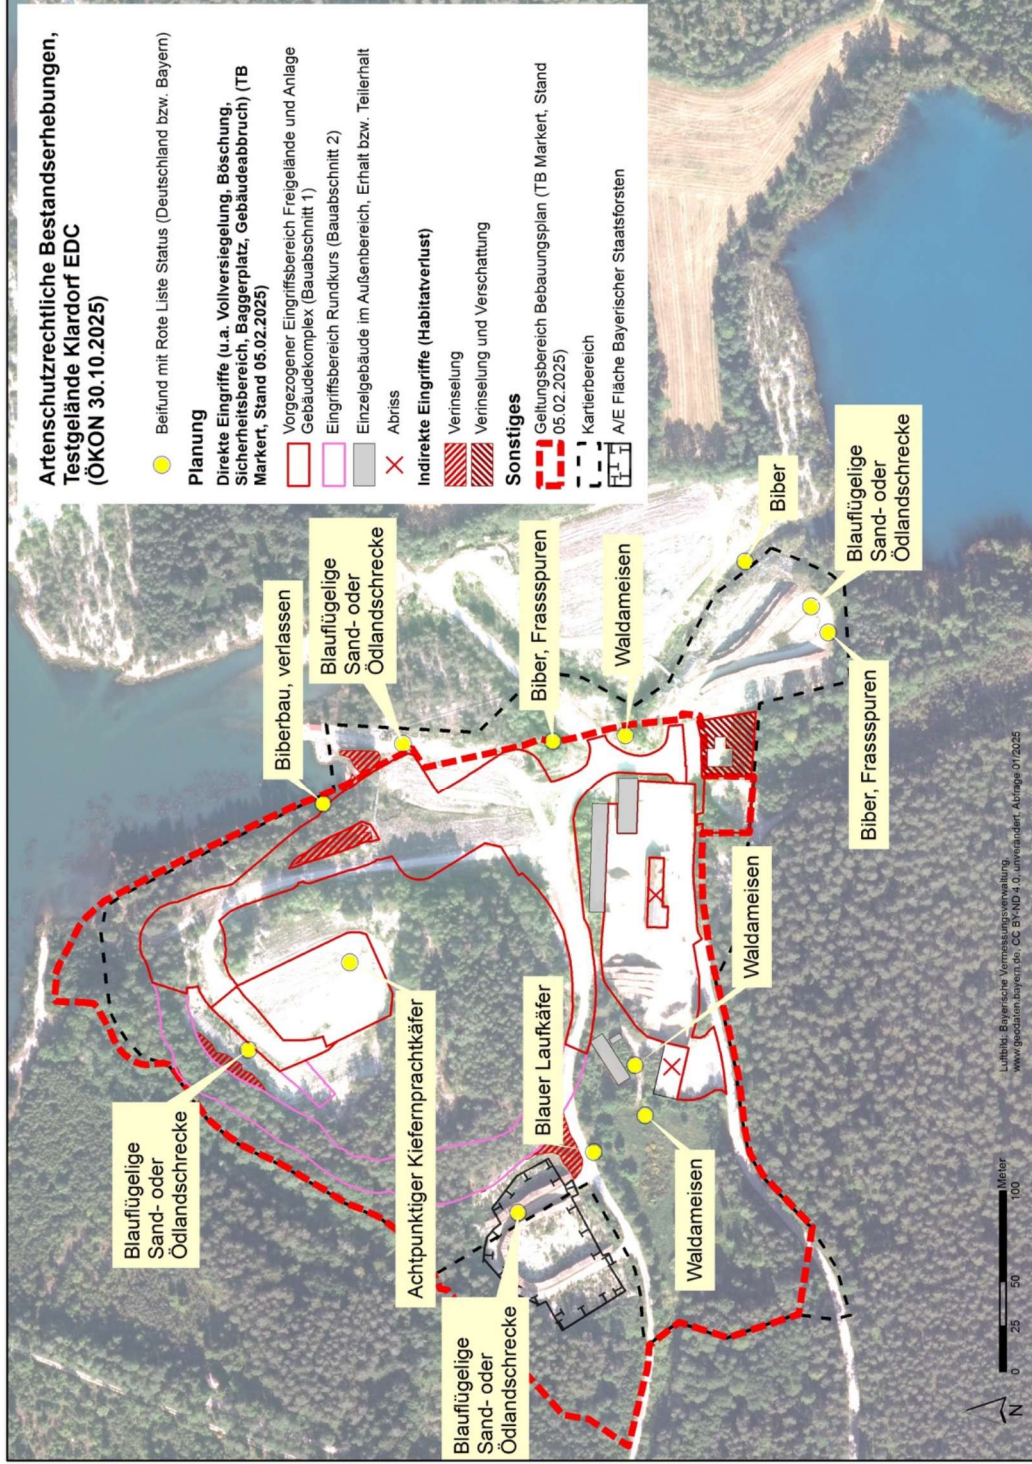 Artenschutzrechtliche Bestandserhebungen,
Testgelände Klardorf EDC
(ÖKON 30.10.2025)
Beifund mit Rote Liste Status (Deutschland bzw. Bayern)
Planung
Direkte Eingriffe (u.a. Vollversiegelung, Böschung,
Sicherheitsbereich, Baggerplatz, Gebäudeabbruch) (TB
Markert, Stand 05.02.2025)
Vorgezogener Eingriffsbereich Freigelände und Anlage
Gebäudekomplex (Bauabschnitt 1)
Eingriffsbereich Rundkurs (Bauabschnitt 2)
Einzelgebäude im Außenbereich, Erhalt bzw. Teilerhalt
Abriss
Indirekte Eingriffe (Habitatverlust)
Verinselung
Verinselung und Verschattung
Sonstiges
Geltungsbereich Bebauungsplan (TB Markert, Stand
05.02.2025)
Kartierbereich
A/E Fläche Bayerischer Staatsforsten
Blauflügelige
Sand- oder
Ödlandschrecke
Biberbau, verlassen
Blauflügelige
Sand- oder
Ödlandschrecke
Achtpunktiger Kiefernprachtkäfer
Biber, Frassspuren
Blauflügelige
Sand- oder
Ödlandschrecke
Blauer Laufkäfer
Waldameisen
Waldameisen
Waldameisen
Biber
Blauflügelige
Sand- oder
Ödlandschrecke
Biber, Frassspuren
N
0 25 50 100
Meter
Luftbild: Bayerische Vermessungsverwaltung,
www.geodaten.bayern.de, CC BY-ND 4.0, unverändert, Abfrage 01/2025